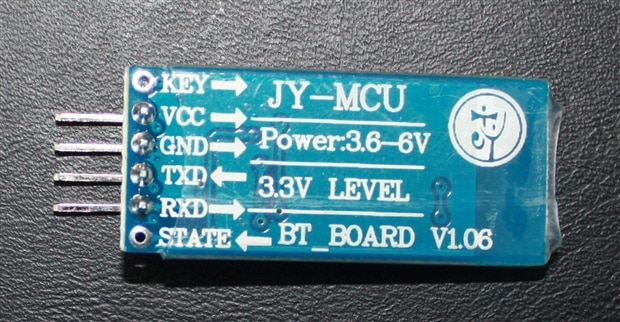 KEY
VCC
GND
TXD
RXD
STATE
JY-MCU
Power:3.6-6V
3.3V LEVEL
BT_BOARD V1.06